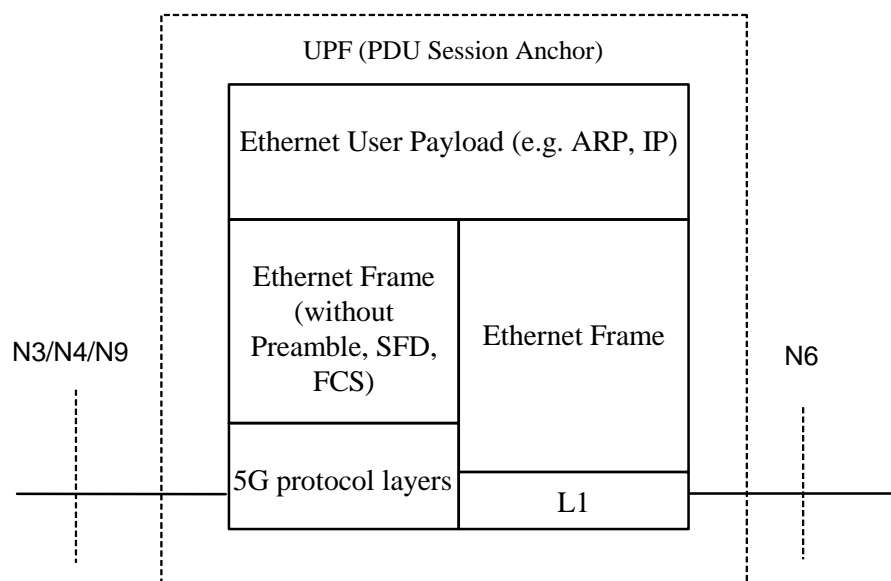 UPF (PDU Session Anchor)
Ethernet User Payload (e.g. ARP, IP)
Ethernet Frame
(without
Preamble, SFD,
FCS)
Ethernet Frame
N3/N4/N9
N6
5G protocol layers
L1